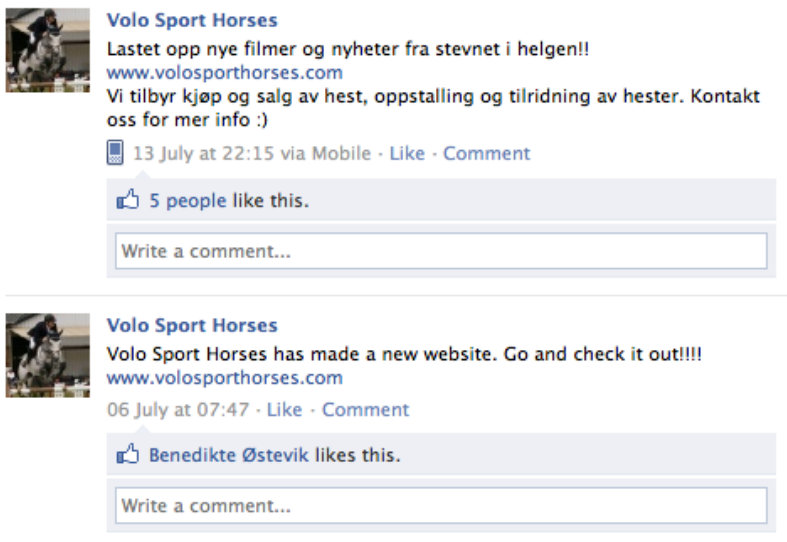 Volo Sport Horses
Lastet opp nye filmer og nyheter fra stevnet i helgen!!
www.volosporthorses.com
Vi tilbyr kjøp og salg av hest, oppstalling og tilridning av hester. Kontakt
oss for mer info :)
13 July at 22:15 via Mobile · Like · Comment
5 people like this.
Write a comment...
Volo Sport Horses
Volo Sport Horses has made a new website. Go and check it out!!!!
www.volosporthorses.com
06 July at 07:47 · Like · Comment
Benedikte Østevik likes this.
Write a comment...